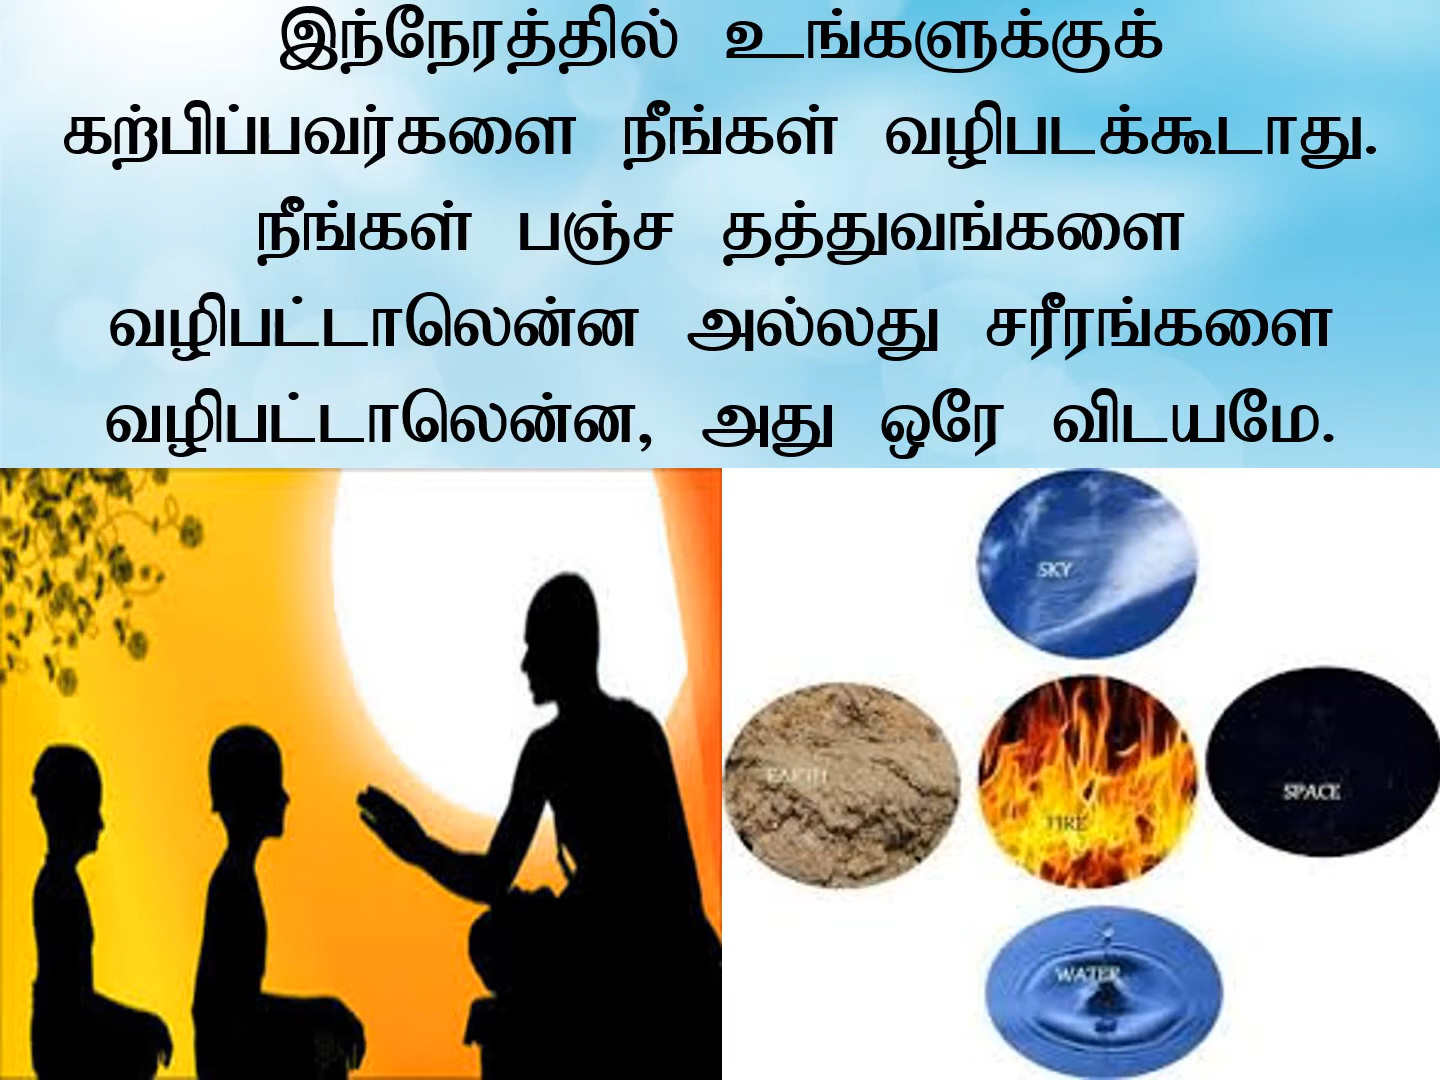 இந்நேரத்தில் உங்களுக்குக்
கற்பிப்பவர்களை நீங்கள் வழிபடக்கூடாது.
நீங்கள் பஞ்ச தத்துவங்களை
வழிபட்டாலென்ன அல்லது சரீரங்களை
வழிபட்டாலென்ன, அது ஒரே விடயமே.
SKY
EARTH
FIRE
SPACE
WATER